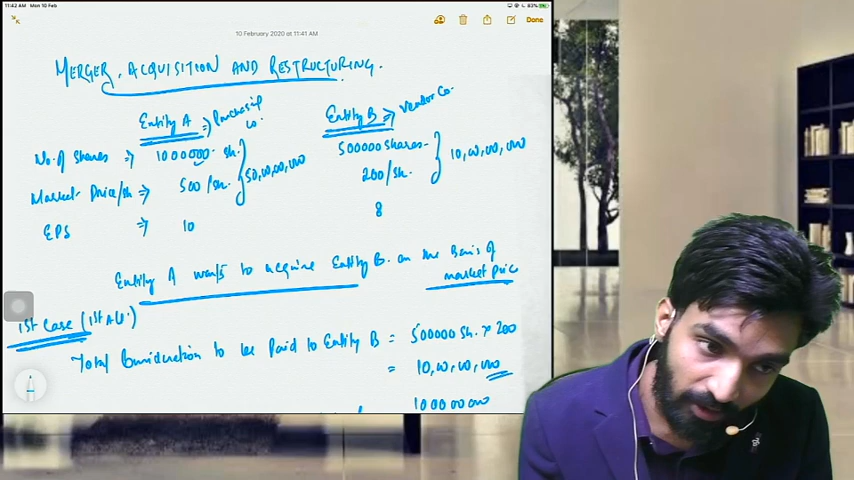 11:42 AM Mon 10 Feb
83%
Done
10 February 2020 at 11:41 AM
MERGER, ACQUISITION AND RESTRUCTURING.
Entity A => Purchasing Co.
Entity B => Vendor Co.
No. of Shares => 1000000 sh. 500000 shares.
50,00,00,000 10,00,00,000
Market Price/sh => 500/sh. 200/sh.
EPS => 10 8
Entity A wants to acquire Entity B on the Basis of
market price
1st Case (1st Alt.)
Total Consideration to be Paid to Entity B = 500000 sh. × 200
= 10,00,00,000
100000000